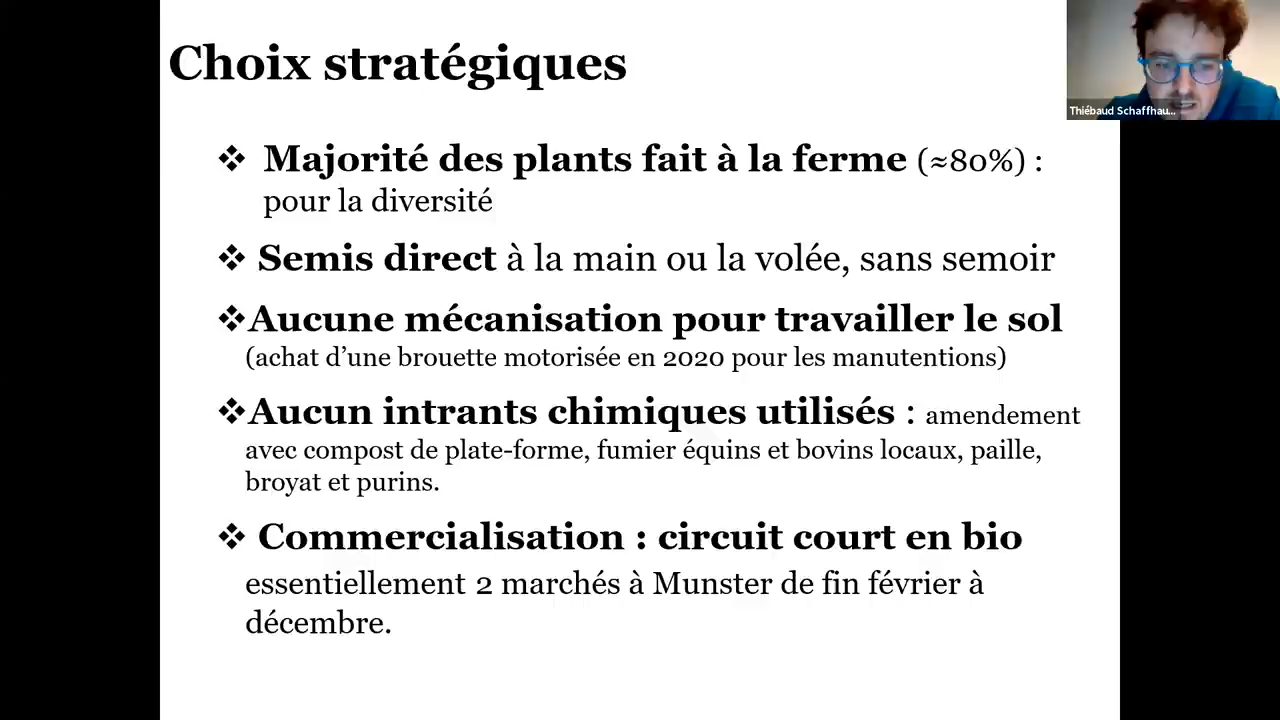 Choix stratégiques
Thiébaud Schaffhau...
❖ Majorité des plants fait à la ferme (≈80%) :
pour la diversité
❖ Semis direct à la main ou la volée, sans semoir
❖Aucune mécanisation pour travailler le sol
(achat d’une brouette motorisée en 2020 pour les manutentions)
❖Aucun intrants chimiques utilisés : amendement
avec compost de plate-forme, fumier équins et bovins locaux, paille,
broyat et purins.
❖ Commercialisation : circuit court en bio
essentiellement 2 marchés à Munster de fin février à
décembre.